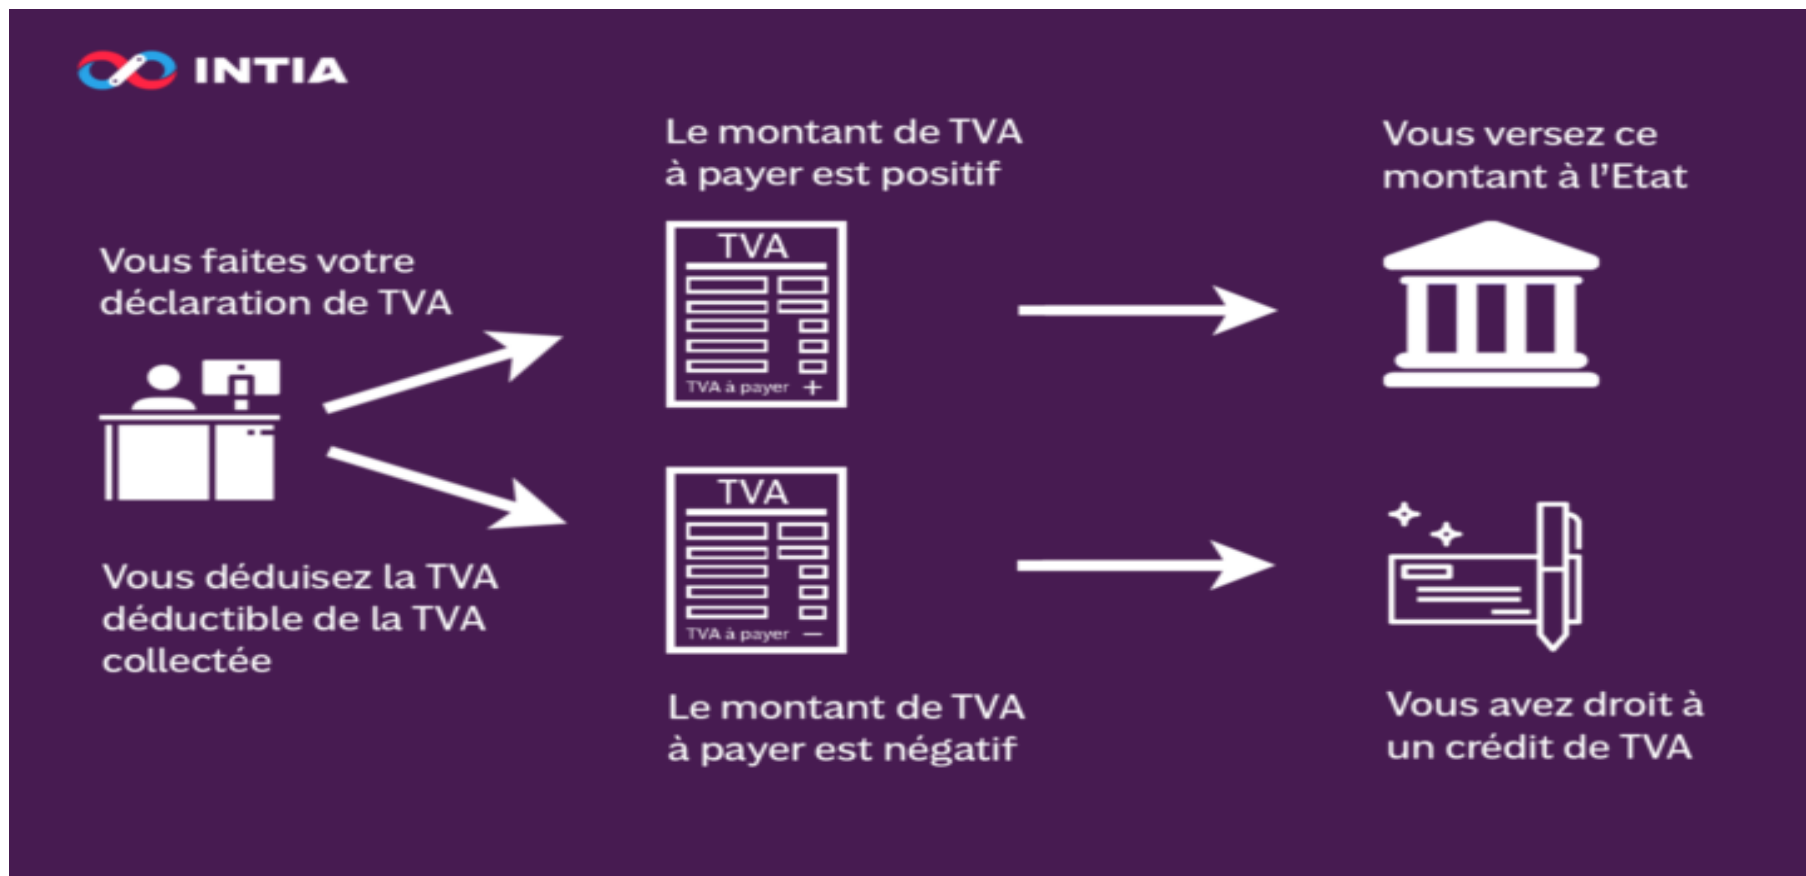 INTIA
Vous faites votre
déclaration de TVA
Vous déduisez la TVA
déductible de la TVA
collectée
Le montant de TVA
à payer est positif
TVA
TVA à payer +
Vous versez ce
montant à l'Etat
TVA
TVA à payer −
Le montant de TVA
à payer est négatif
Vous avez droit à
un crédit de TVA